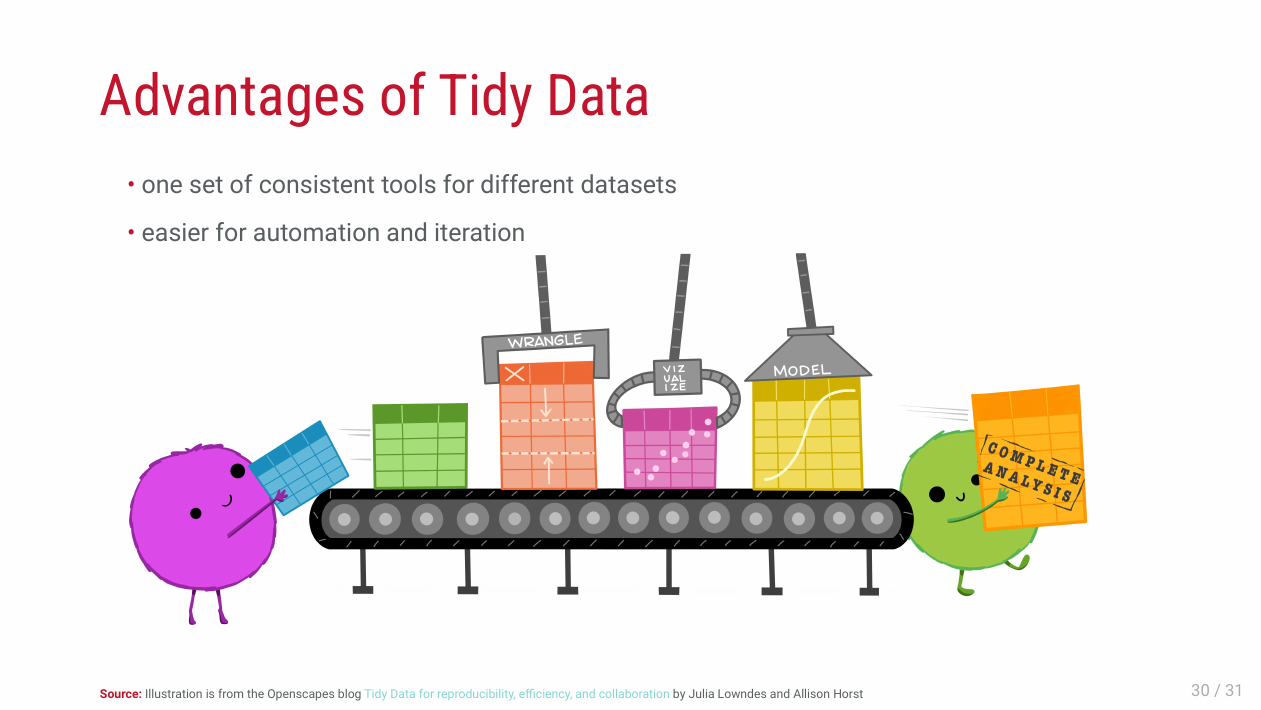 Advantages of Tidy Data
• one set of consistent tools for different datasets
• easier for automation and iteration
WRANGLE
VIZ
UAL
IZE
MODEL
COMPLETE
ANALYSIS
Source: Illustration is from the Openscapes blog Tidy Data for reproducibility, efficiency, and collaboration by Julia Lowndes and Allison Horst
30 / 31